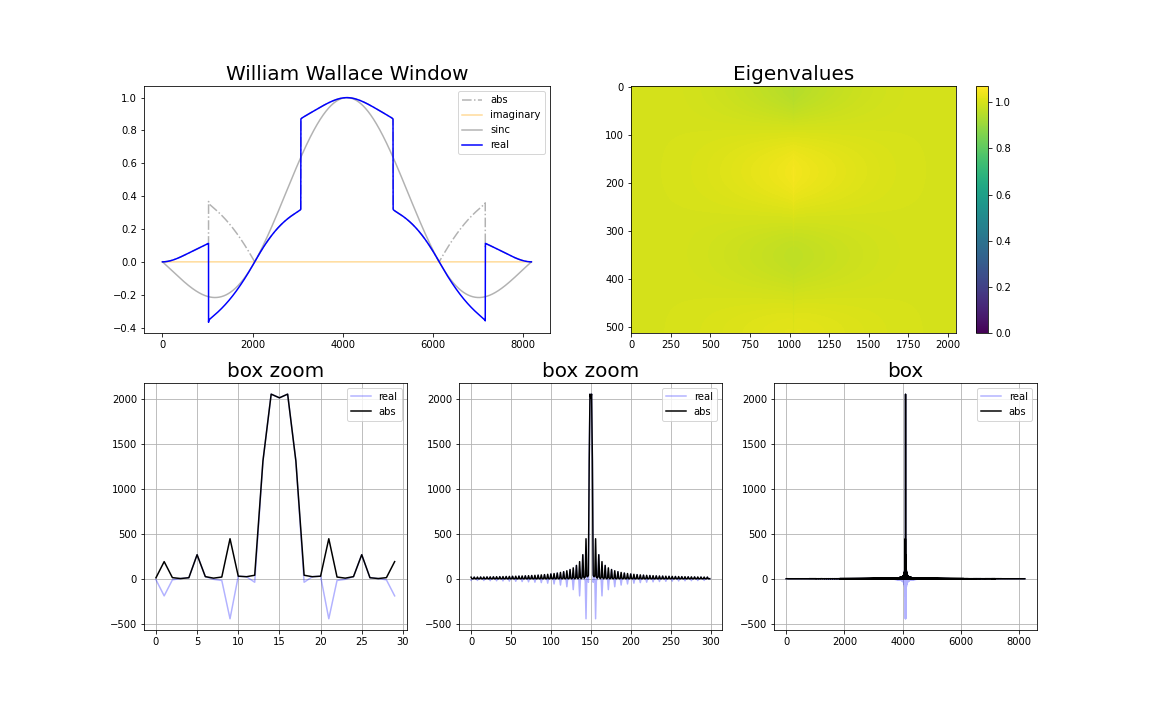 William Wallace Window
1.0
0.8
0.6
0.4
0.2
0.0
−0.2
−0.4
0 2000 4000 6000 8000
abs
imaginary
sinc
real
Eigenvalues
0
100
200
300
400
500
0 250 500 750 1000 1250 1500 1750 2000
1.0
0.8
0.6
0.4
0.2
0.0
box zoom
2000
1500
1000
500
0
−500
0 5 10 15 20 25 30
real
abs
box zoom
2000
1500
1000
500
0
−500
0 50 100 150 200 250 300
real
abs
box
2000
1500
1000
500
0
−500
0 2000 4000 6000 8000
real
abs